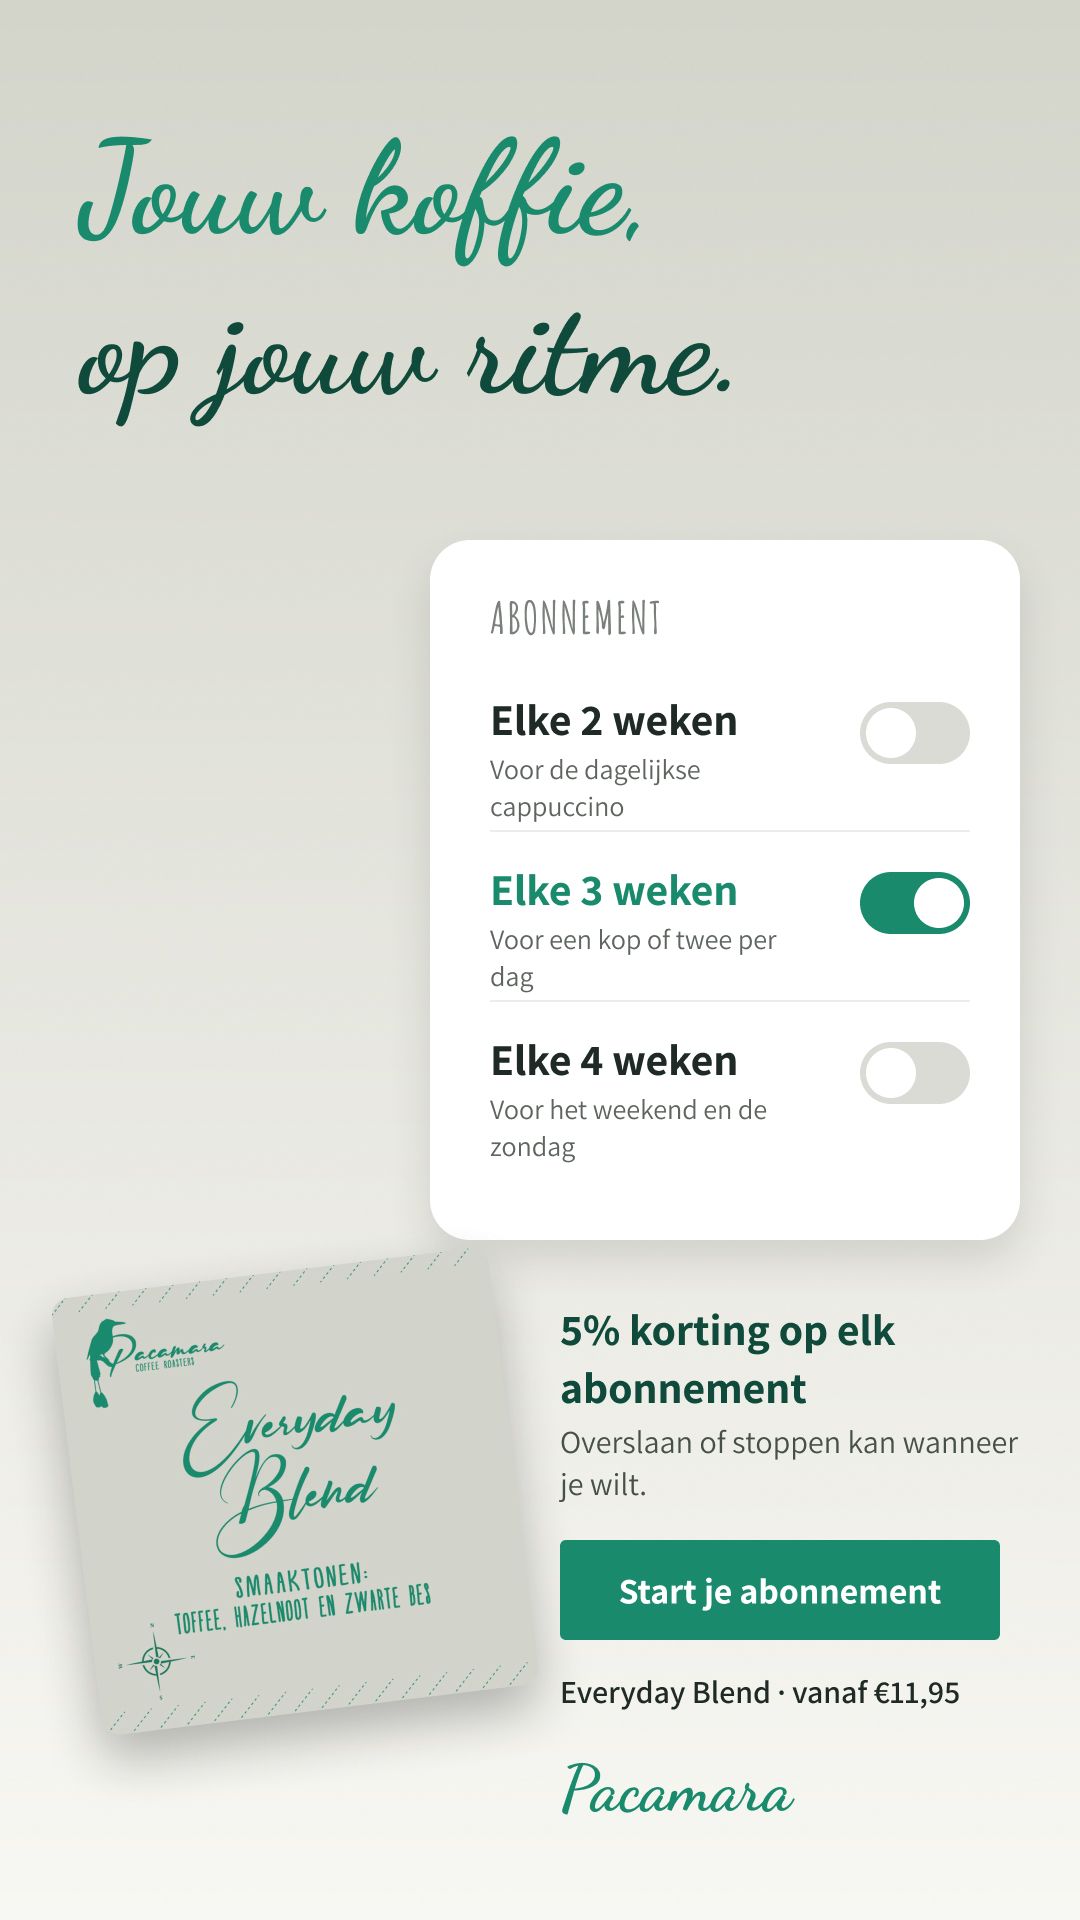 Jouw koffie,
op jouw ritme.
ABONNEMENT
Elke 2 weken
Voor de dagelijkse
cappuccino
Elke 3 weken
Voor een kop of twee per
dag
Elke 4 weken
Voor het weekend en de
zondag
Pacamara
COFFEE ROASTERS
Everyday
Blend
SMAAKTONEN:
TOFFEE, HAZELNOOT EN ZWARTE BES
N
S
5% korting op elk
abonnement
Overslaan of stoppen kan wanneer
je wilt.
Start je abonnement
Everyday Blend · vanaf €11,95
Pacamara